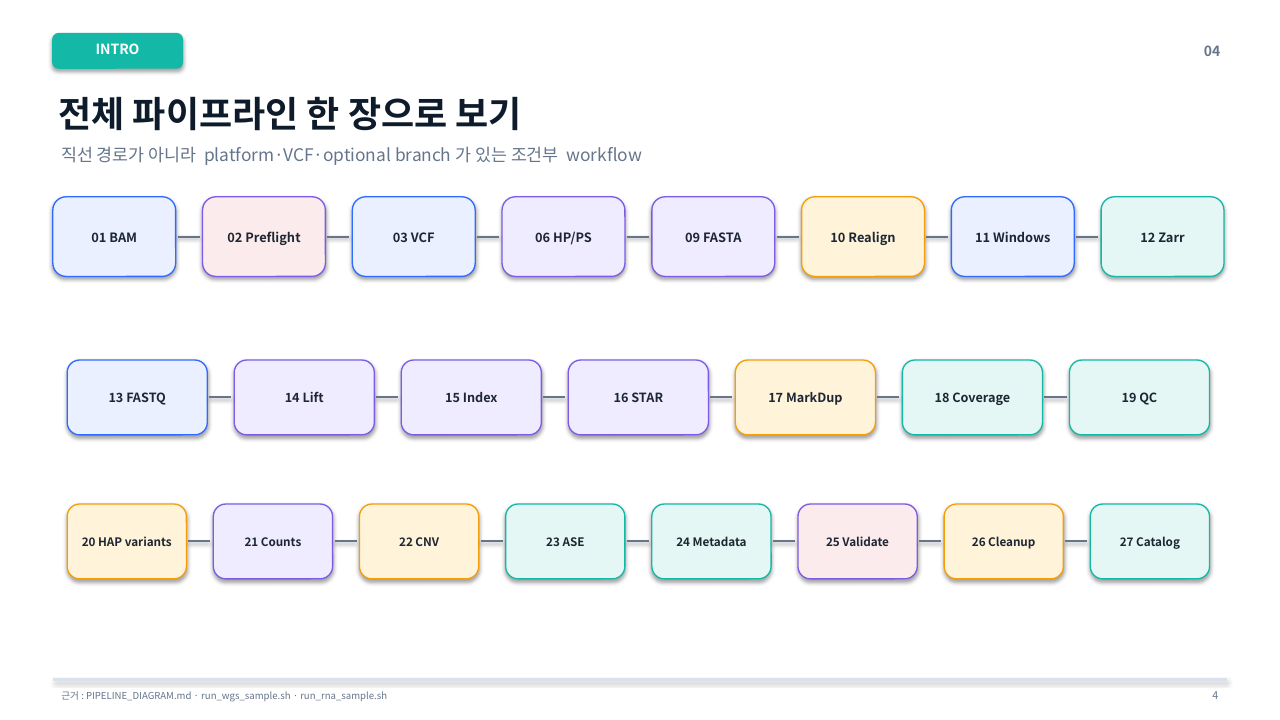 INTRO
04
전체 파이프라인 한 장으로 보기
직선 경로가 아니라 platform·VCF·optional branch 가 있는 조건부 workflow
01 BAM
02 Preflight
03 VCF
06 HP/PS
09 FASTA
10 Realign
11 Windows
12 Zarr
13 FASTQ
14 Lift
15 Index
16 STAR
17 MarkDup
18 Coverage
19 QC
20 HAP variants
21 Counts
22 CNV
23 ASE
24 Metadata
25 Validate
26 Cleanup
27 Catalog
근거 : PIPELINE_DIAGRAM.md · run_wgs_sample.sh · run_rna_sample.sh
4